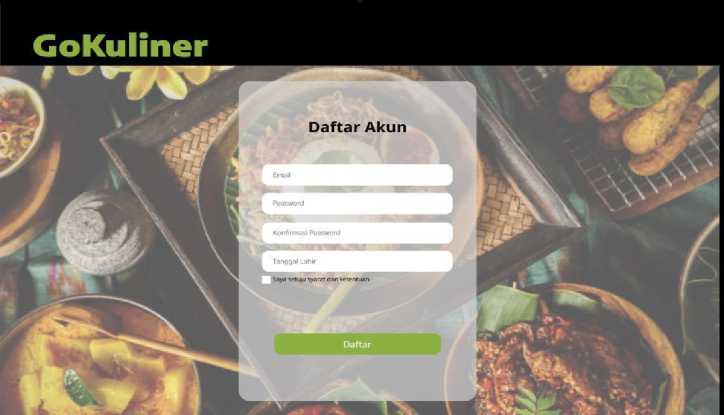 GoKuliner
Daftar Akun
Email
Password
Konfirmasi Password
Tanggal Lahir
Saya setuju syarat dan ketentuan
Daftar